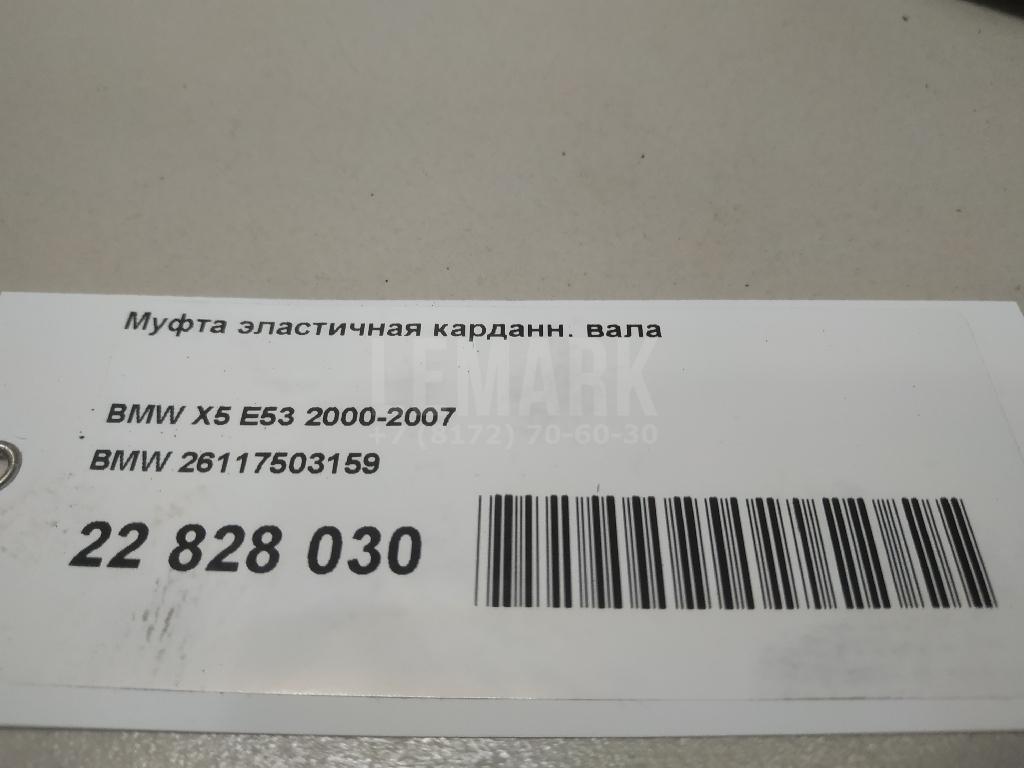 Муфта эластичная карданн. вала
LEMARK
+7 (8172) 70-60-30
BMW X5 E53 2000-2007
BMW 26117503159
22 828 030